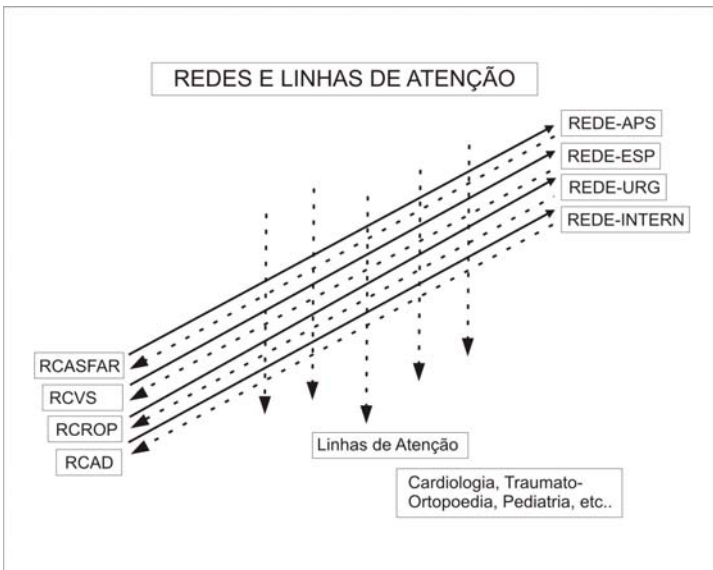 REDES E LINHAS DE ATENÇÃO
REDE-APS
REDE-ESP
REDE-URG
REDE-INTERN
RCASFAR
RCVS
RCROP
RCAD
Linhas de Atenção
Cardiologia, Traumato-
Ortopoedia, Pediatria, etc..